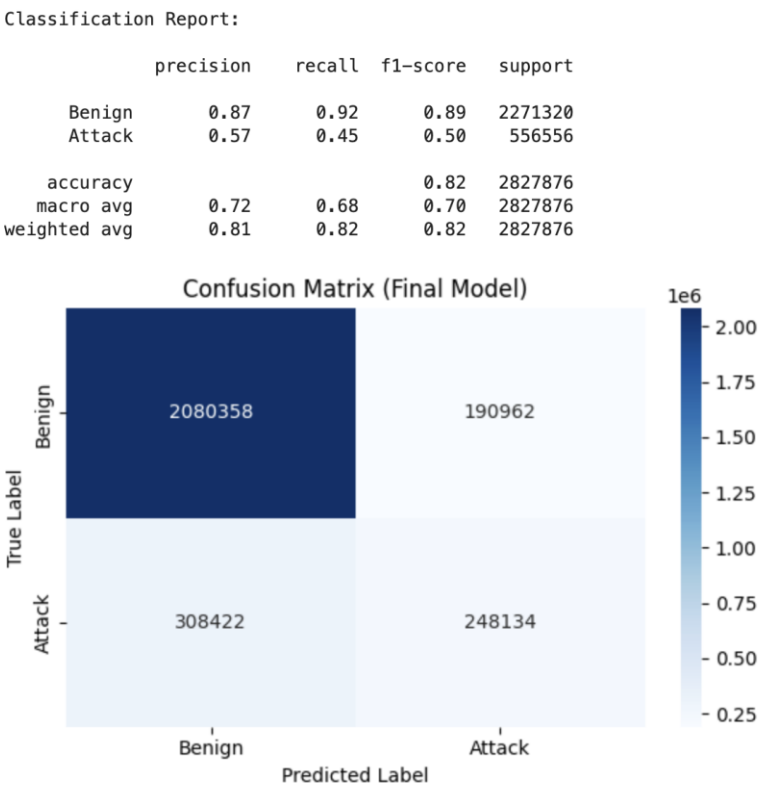 Classification Report:
precision recall f1-score support
Benign 0.87 0.92 0.89 2271320
Attack 0.57 0.45 0.50 556556
accuracy 0.82 2827876
macro avg 0.72 0.68 0.70 2827876
weighted avg 0.81 0.82 0.82 2827876
Confusion Matrix (Final Model)
1e6
2.00
1.75
1.50
1.25
1.00
0.75
0.50
0.25
True Label
Benign
2080358 190962
Attack
308422 248134
Benign Attack
Predicted Label